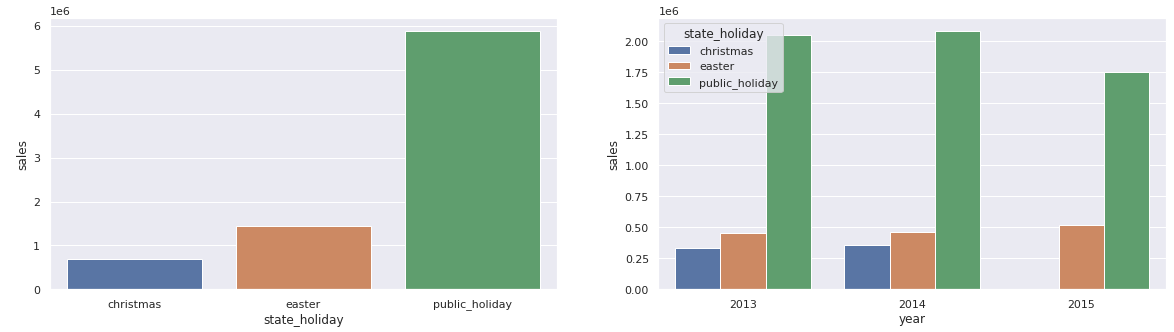 1e6
6
5
4
3
2
1
0
sales
christmas easter public_holiday
state_holiday
1e6
2.00
1.75
1.50
1.25
1.00
0.75
0.50
0.25
0.00
sales
state_holiday
christmas
easter
public_holiday
2013 2014 2015
year